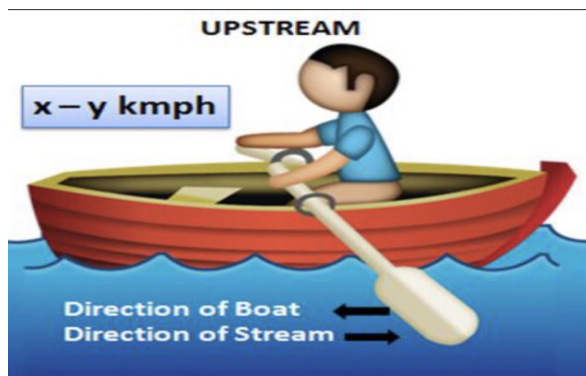 UPSTREAM
x – y kmph
Direction of Boat
Direction of Stream